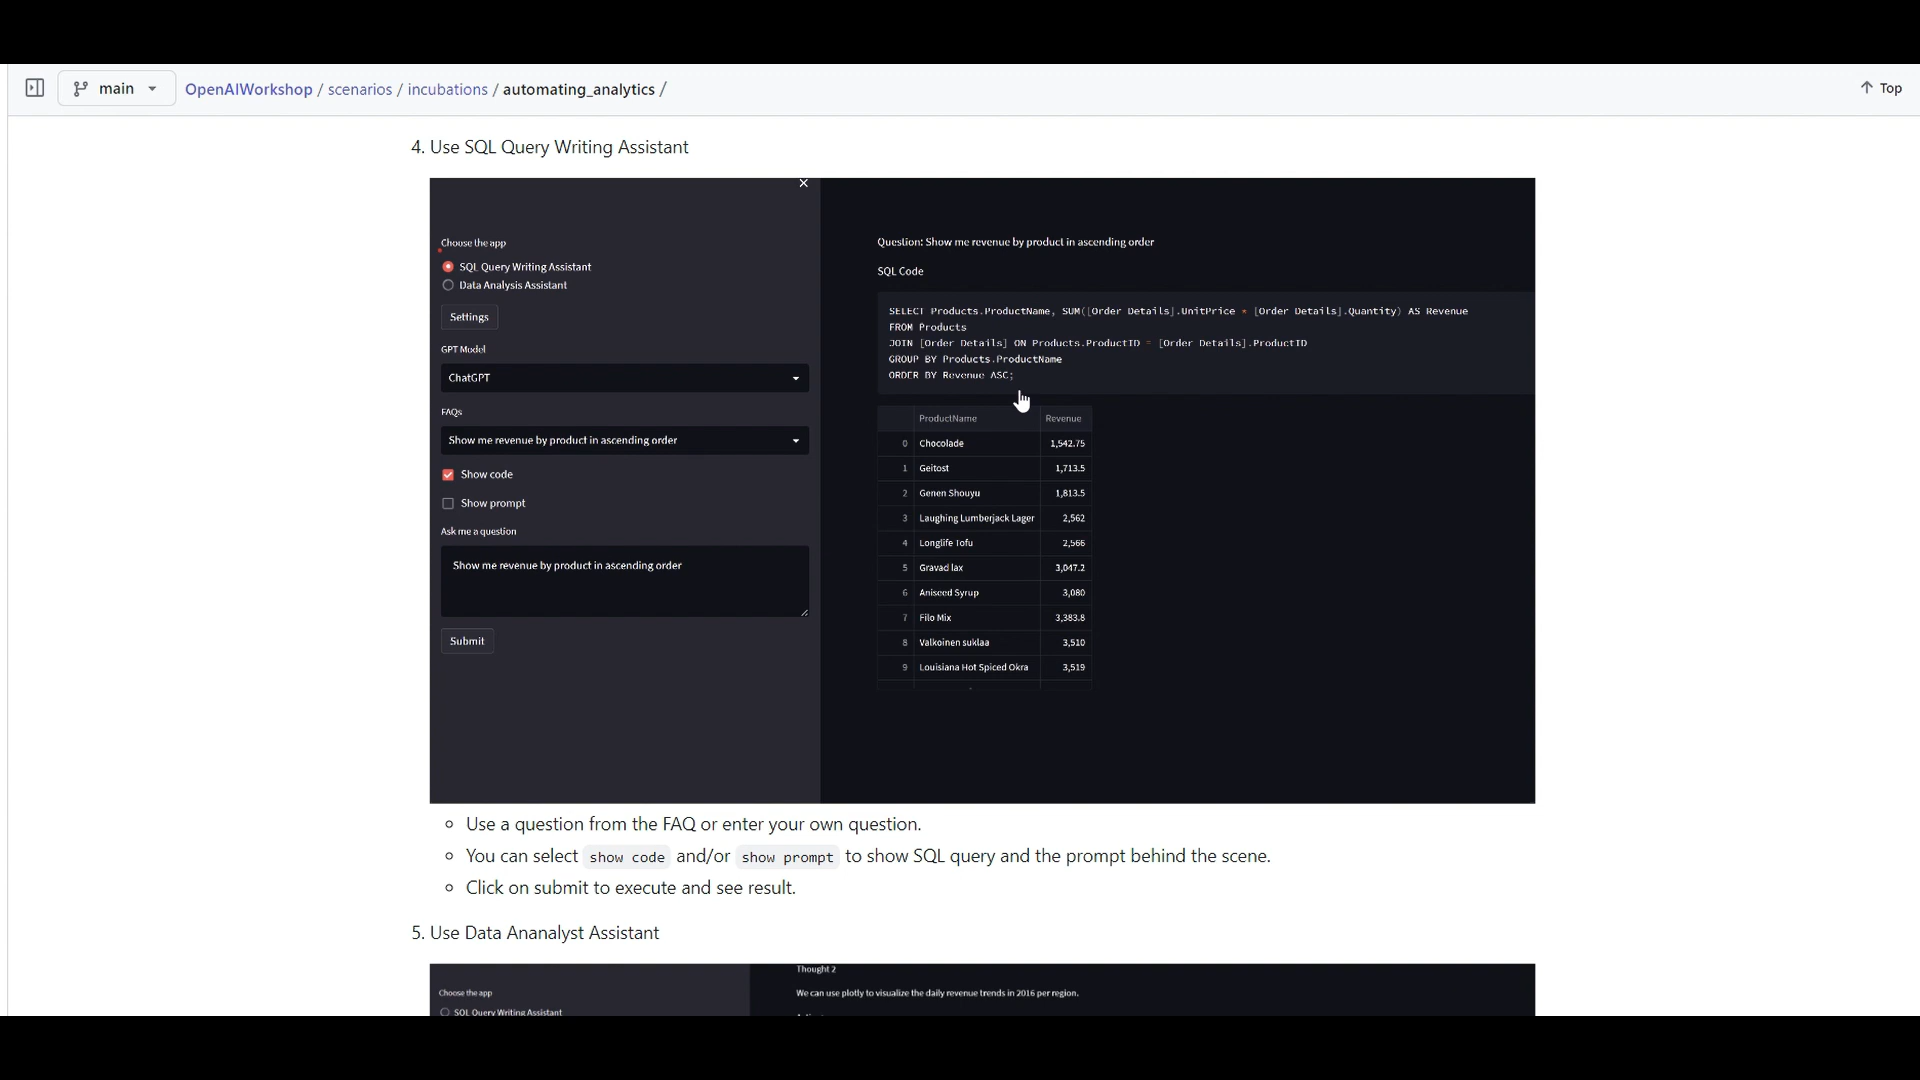 main
OpenAIWorkshop / scenarios / incubations / automating_analytics /
Top
4. Use SQL Query Writing Assistant
Choose the app
SQL Query Writing Assistant
Data Analysis Assistant
Settings
GPT Model
ChatGPT
FAQs
Show me revenue by product in ascending order
Show code
Show prompt
Ask me a question
Show me revenue by product in ascending order
Submit
Question: Show me revenue by product in ascending order
SQL Code
SELECT Products.ProductName, SUM([Order Details].UnitPrice * [Order Details].Quantity) AS Revenue
FROM Products
JOIN [Order Details] ON Products.ProductID = [Order Details].ProductID
GROUP BY Products.ProductName
ORDER BY Revenue ASC;
ProductName Revenue
0 Chocolade 1,542.75
1 Geitost 1,713.5
2 Genen Shouyu 1,813.5
3 Laughing Lumberjack Lager 2,562
4 Longlife Tofu 2,566
5 Gravad lax 3,047.2
6 Aniseed Syrup 3,080
7 Filo Mix 3,383.8
8 Valkoinen suklaa 3,510
9 Louisiana Hot Spiced Okra 3,519
Use a question from the FAQ or enter your own question.
You can select show code and/or show prompt to show SQL query and the prompt behind the scene.
Click on submit to execute and see result.
5. Use Data Ananalyst Assistant
Choose the app
SQL Query Writing Assistant
Thought 2
We can use plotly to visualize the daily revenue trends in 2016 per region.